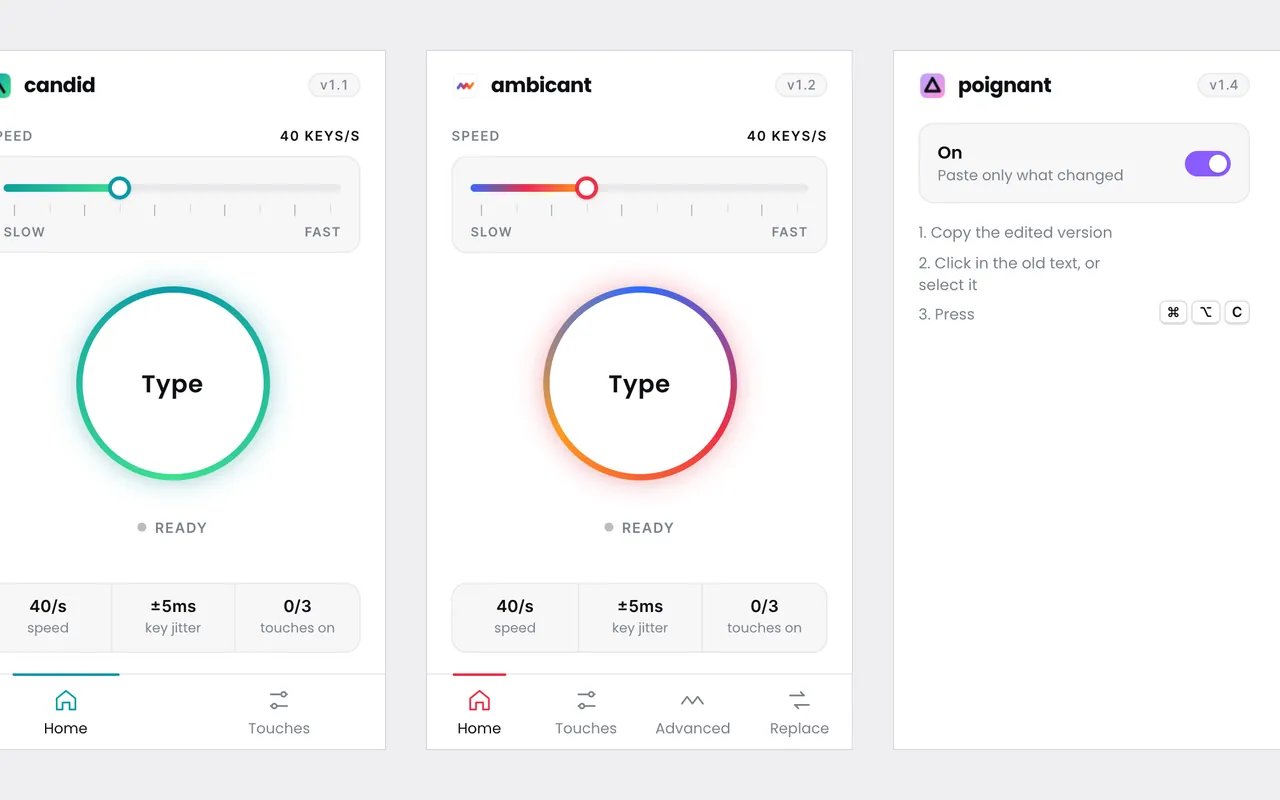 candid
v1.1
PEED
40 KEYS/S
SLOW
FAST
Type
READY
40/s
speed
±5ms
key jitter
0/3
touches on
Home
Touches
ambicant
v1.2
SPEED
40 KEYS/S
SLOW
FAST
Type
READY
40/s
speed
±5ms
key jitter
0/3
touches on
Home
Touches
Advanced
Replace
poignant
v1.4
On
Paste only what changed
1. Copy the edited version
2. Click in the old text, or
select it
3. Press
⌘ ⌥ C